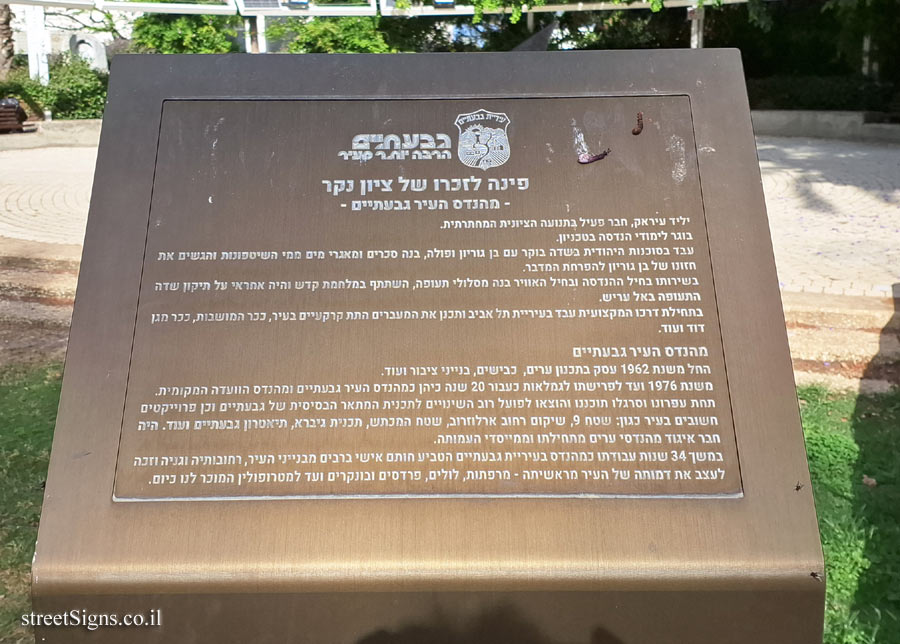 עיריית גבעתיים
גבעתיים
הרבה יותר מעיר
פינה לזכרו של ציון נקר
- מהנדס העיר גבעתיים -
יליד עיראק, חבר פעיל בתנועה הציונית המחתרתית.
בוגר לימודי הנדסה בטכניון.
עבד בסוכנות היהודית בשדה בוקר עם בן גוריון ופולה, בנה סכרים ומאגרי מים ממי השיטפונות והגשים את
חזונו של בן גוריון להפרחת המדבר.
בשירותו בחיל ההנדסה ובחיל האוויר בנה מסלולי תעופה, השתתף במלחמת קדש והיה אחראי על תיקון שדה
התעופה באל עריש.
בתחילת דרכו המקצועית עבד בעיריית תל אביב ותכנן את המעברים התת קרקעיים בעיר, ככר המושבות, ככר מגן
דוד ועוד.
מהנדס העיר גבעתיים
החל משנת 1962 עסק בתכנון ערים, כבישים, בנייני ציבור ועוד.
משנת 1976 ועד לפרישתו לגמלאות כעבור 20 שנה כיהן כמהנדס העיר גבעתיים ומהנדס הוועדה המקומית.
תחת עפרונו וסרגלו תוכננו והוצאו לפועל רוב השינויים לתכנית המתאר הבסיסית של גבעתיים וכן פרוייקטים
חשובים בעיר כגון: שטח 9, שיקום רחוב ארלוזרוב, שטח המכתש, תכנית גיברא, תיאטרון גבעתיים ועוד. היה
חבר איגוד מהנדסי ערים מתחילתו וממייסדי העמותה.
במשך 34 שנות עבודתו כמהנדס בעיריית גבעתיים הטביע חותם אישי ברבים מבנייני העיר, רחובותיה וגניה וזכה
לעצב את דמותה של העיר מראשיתה - מרפתות, לולים, פרדסים ובונקרים ועד למטרופולין המוכר לנו כיום.
streetSigns.co.il